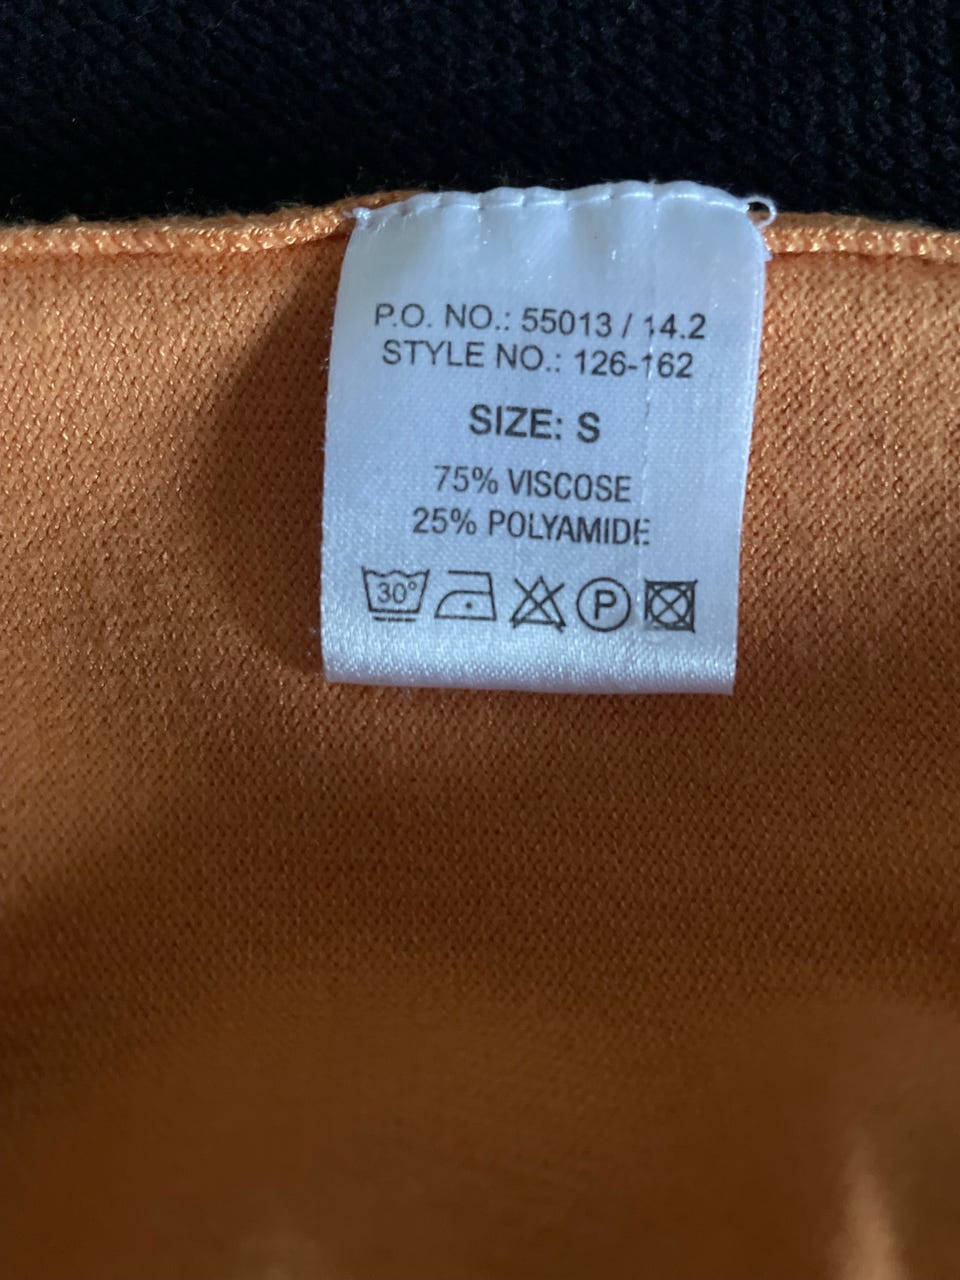 P.O. NO.: 55013 / 14.2
STYLE NO.: 126-162
SIZE: S
75% VISCOSE
25% POLYAMIDE
30° P